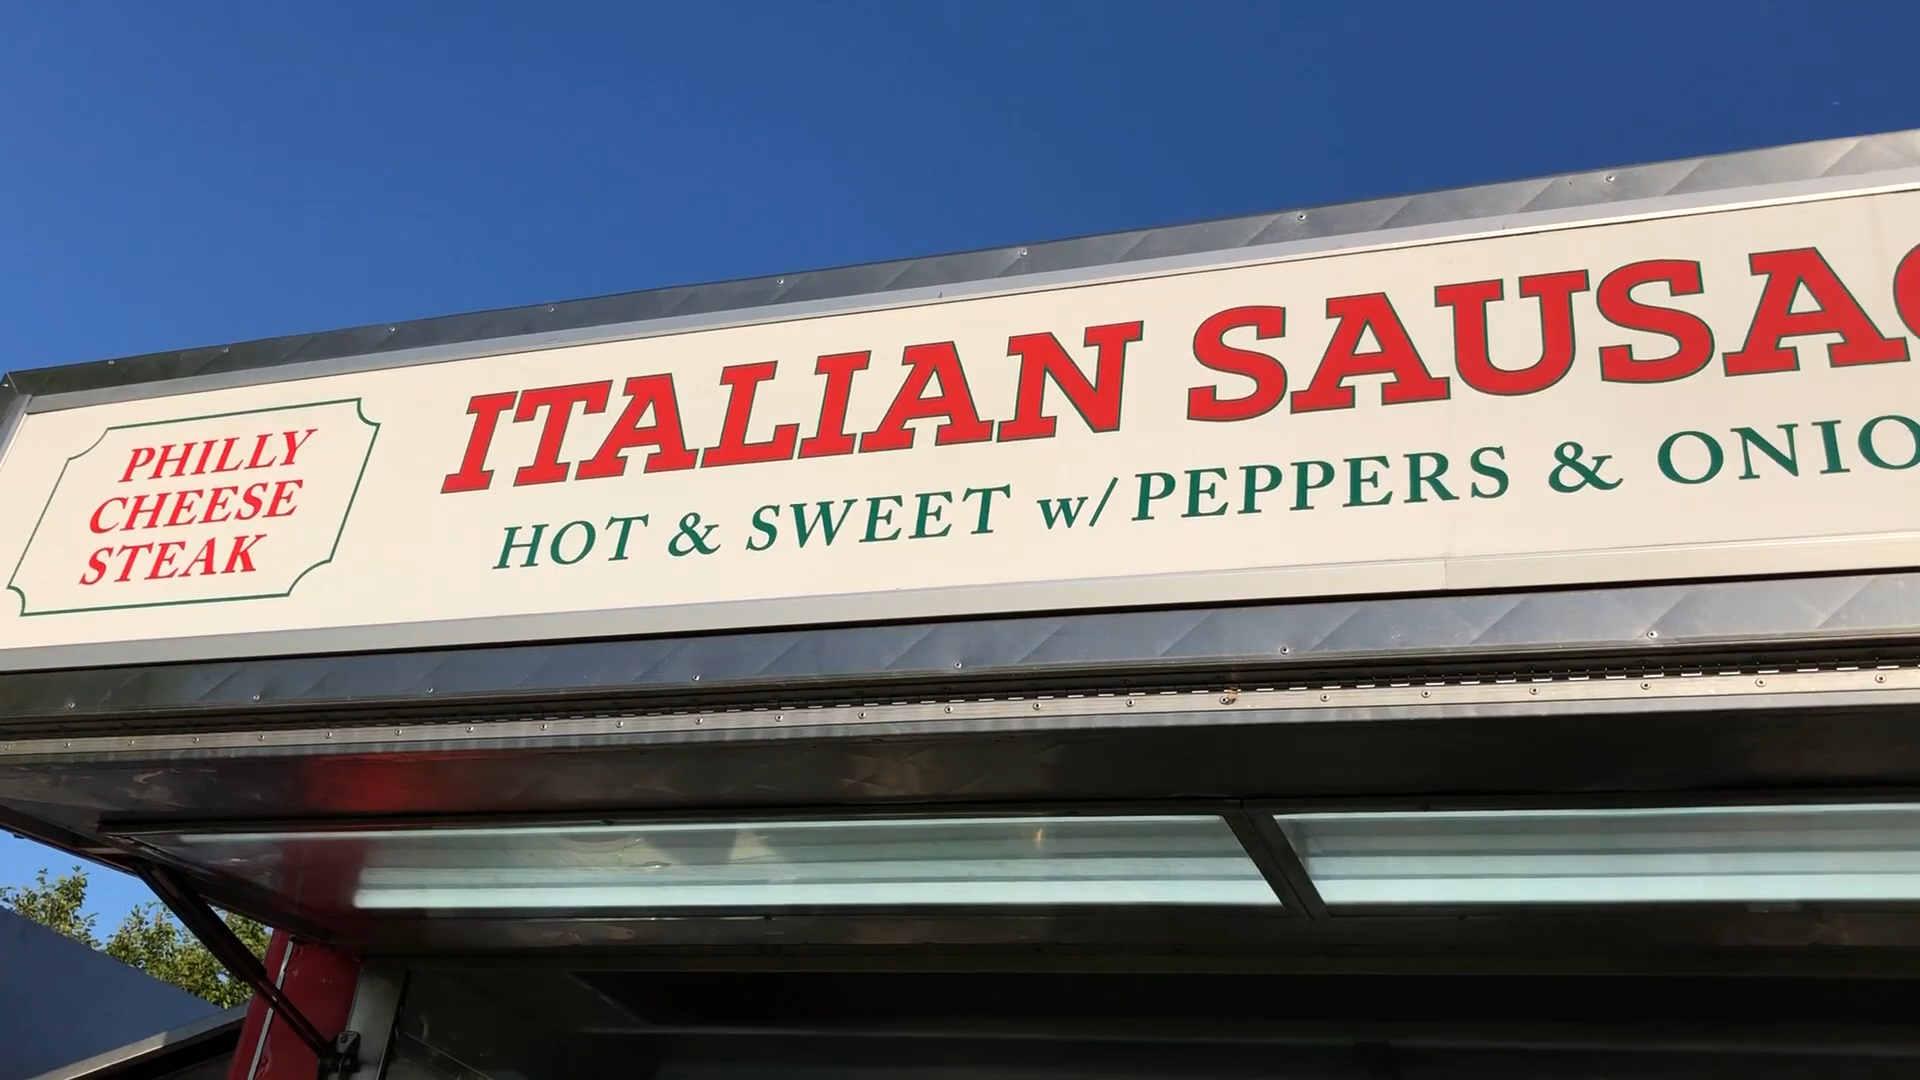 PHILLY
CHEESE
STEAK
ITALIAN SAUSAG
HOT & SWEET w/ PEPPERS & ONIO